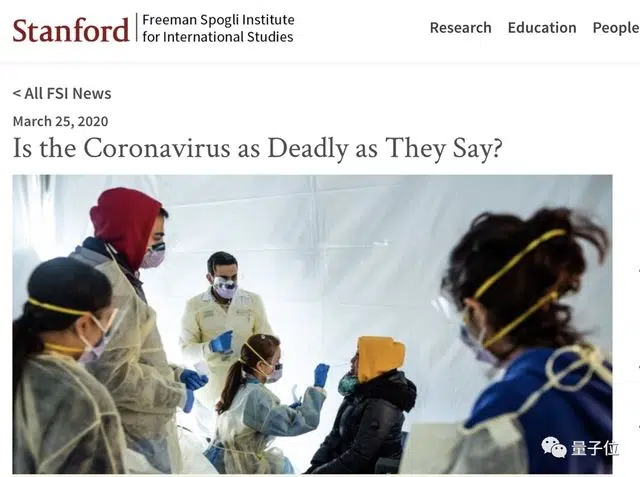 Stanford
Freeman Spogli Institute
for International Studies
Research Education People
< All FSI News
March 25, 2020
Is the Coronavirus as Deadly as They Say?
量子位